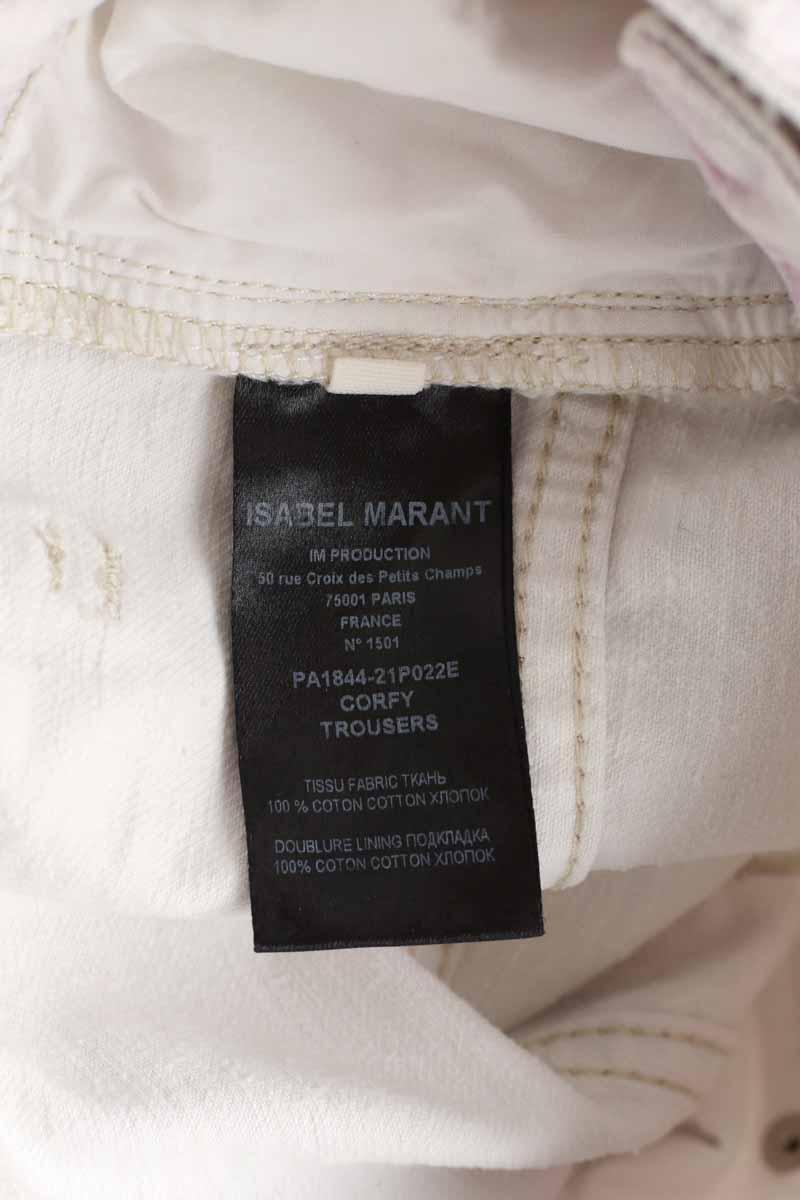 ISABEL MARANT
IM PRODUCTION
50 rue Croix des Petits Champs
75001 PARIS
FRANCE
N° 1501
PA1844-21P022E
CORFY
TROUSERS
TISSU FABRIC ТКАНЬ
100 % COTON COTTON ХЛОПОК
DOUBLURE LINING ПОДКЛАДКА
100% COTON COTTON ХЛОПОК